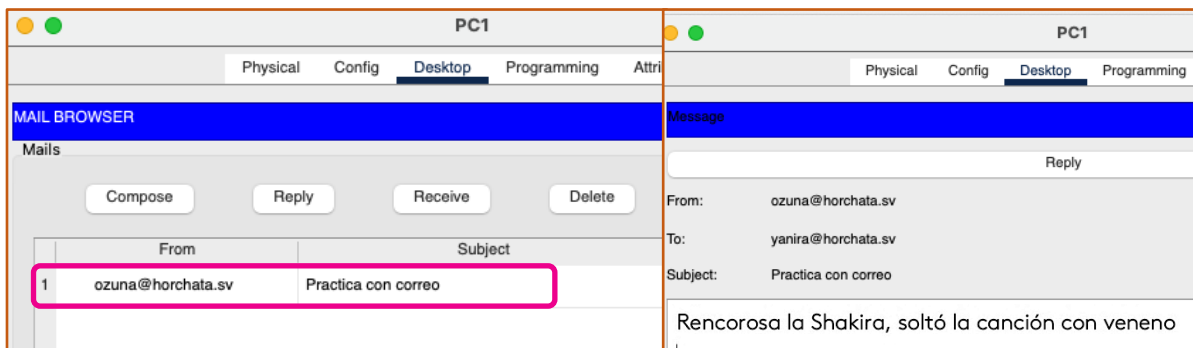 PC1
Physical Config Desktop Programming Attri
MAIL BROWSER
Mails
Compose Reply Receive Delete
From Subject
1 ozuna@horchata.sv Practica con correo
PC1
Physical Config Desktop Programming
Message
Reply
From: ozuna@horchata.sv
To: yanira@horchata.sv
Subject: Practica con correo
Rencorosa la Shakira, soltó la canción con veneno